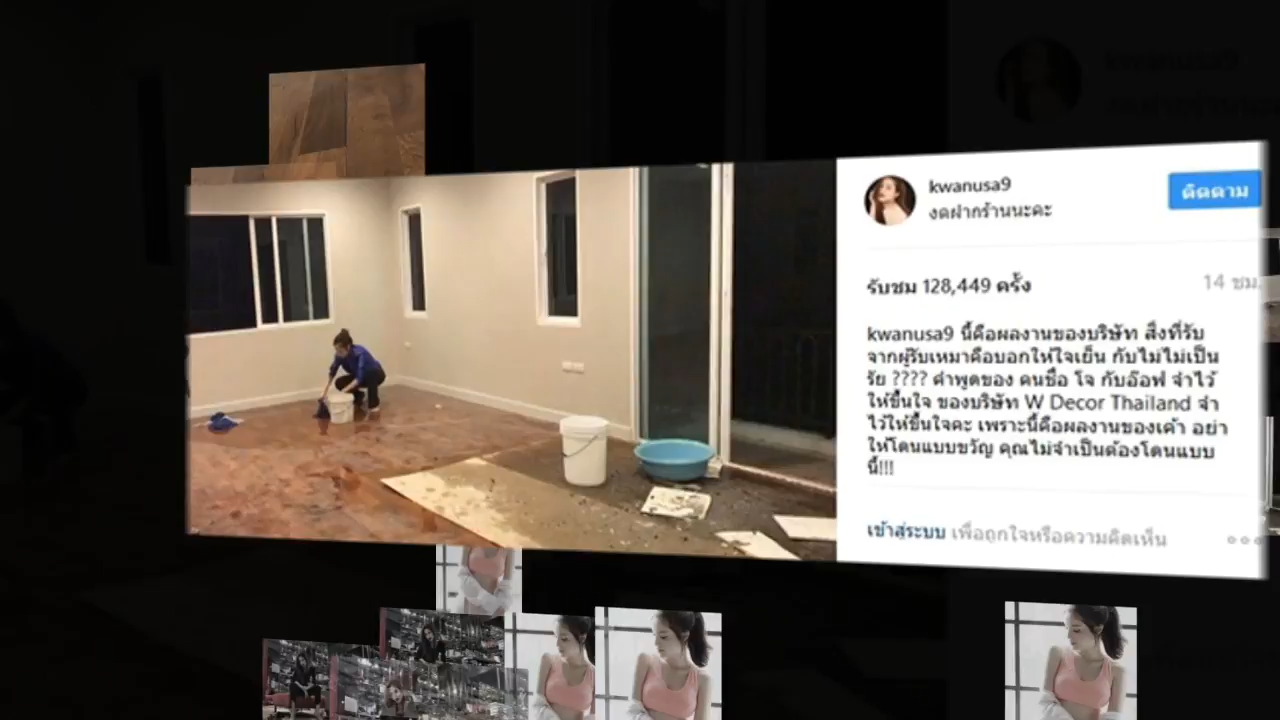 kwanusa9
งดฝากร้านนะคะ
ติดตาม
รับชม 128,449 ครั้ง
14 ชม.
kwanusa9 นี้คือผลงานของบริษัท สิ่งที่รับ
จากผู้รับเหมาคือบอกให้ใจเย็น กับไม่ไม่เป็น
รัย ???? คำพูดของ คนชื่อ โจ กับอ๊อฟ จำไว้
ให้ขึ้นใจ ของบริษัท W Decor Thailand จำ
ไว้ให้ขึ้นใจคะ เพราะนี้คือผลงานของเค้า อย่า
ให้โดนแบบขวัญ คุณไม่จำเป็นต้องโดนแบบ
นี้!!!
เข้าสู่ระบบ เพื่อถูกใจหรือความคิดเห็น